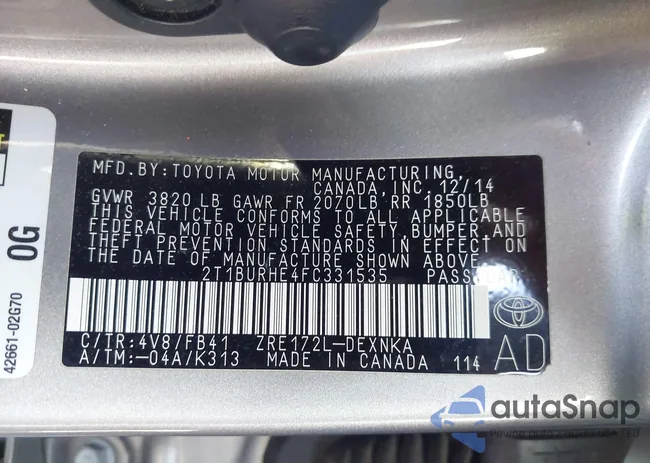 MFD.BY:TOYOTA MOTOR MANUFACTURING,
CANADA, INC. 12/14
GVWR 3820 LB GAWR FR 2070LB RR 1850LB
THIS VEHICLE CONFORMS TO ALL APPLICABLE
FEDERAL MOTOR VEHICLE SAFETY, BUMPER, AND
THEFT PREVENTION STANDARDS IN EFFECT ON
THE DATE OF MANUFACTURE SHOWN ABOVE.
2T1BURHE4FC331535
C/TR:4V8/FB41 ZRE172L-DEXNKA
A/TM:-04A/K313 MADE IN CANADA 114
AD
0G
42661-02G70
autoSnap